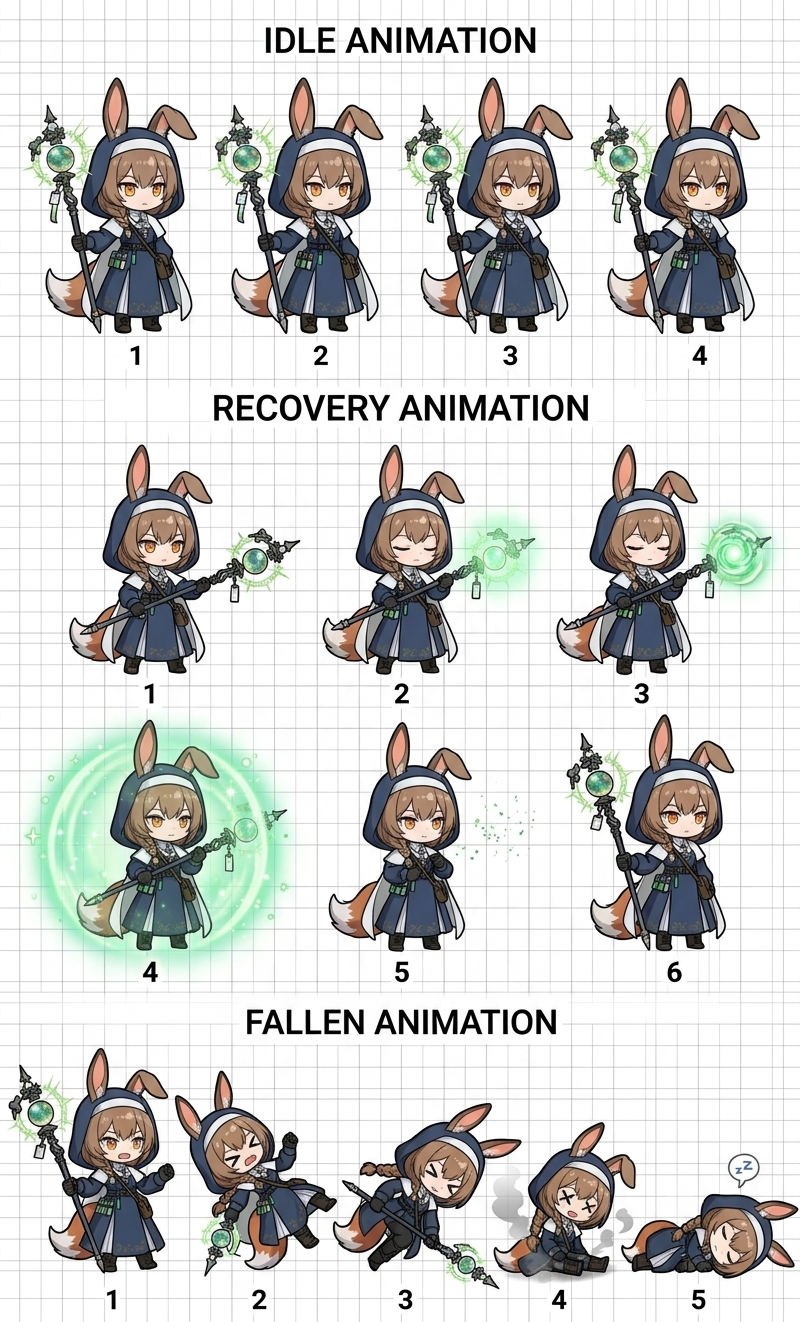 IDLE ANIMATION
1 2 3 4
RECOVERY ANIMATION
1 2 3
4 5 6
FALLEN ANIMATION
zZ
1 2 3 4 5